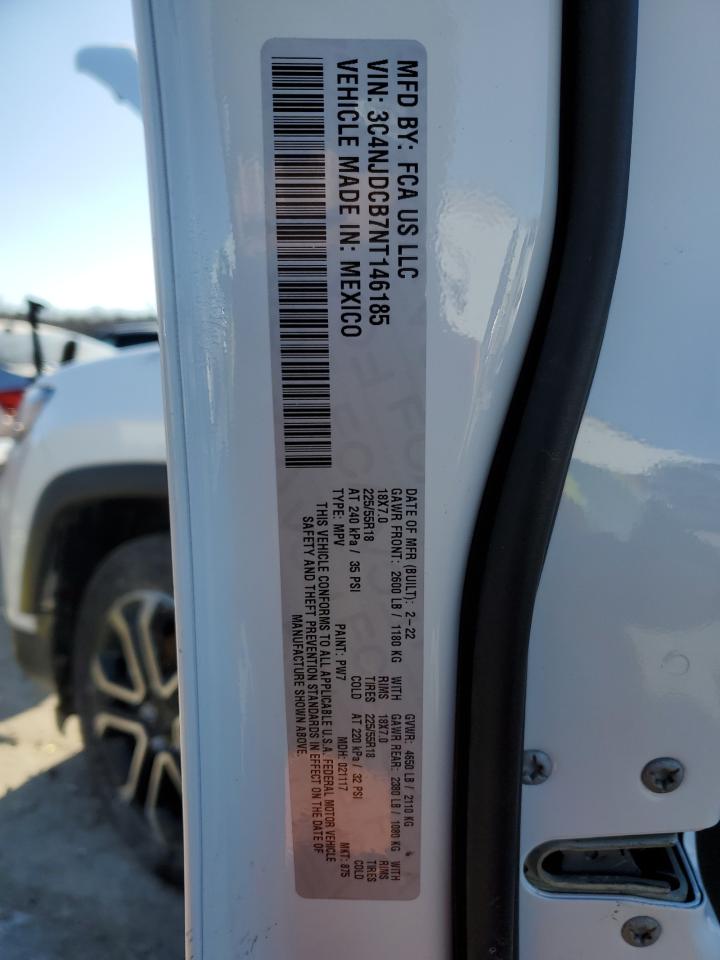 MFD BY: FCA US LLC
VIN: 3C4NJDCB7NT146185
VEHICLE MADE IN: MEXICO
DATE OF MFR (BUILT): 2-22 GVWR: 4650 LB / 2110 KG
GAWR FRONT: 2600 LB / 1180 KG WITH GAWR REAR: 2380 LB / 1080 KG WITH
18X7.0 RIMS 18X7.0 RIMS
225/55R18 TIRES 225/55R18 TIRES
AT 240 kPa / 35 PSI COLD AT 220 kPa / 32 PSI COLD
TYPE: MPV PAINT: PW7 MDH: 021117 MKT: 875
THIS VEHICLE CONFORMS TO ALL APPLICABLE U.S.A. FEDERAL MOTOR VEHICLE
SAFETY AND THEFT PREVENTION STANDARDS IN EFFECT ON THE DATE OF
MANUFACTURE SHOWN ABOVE.